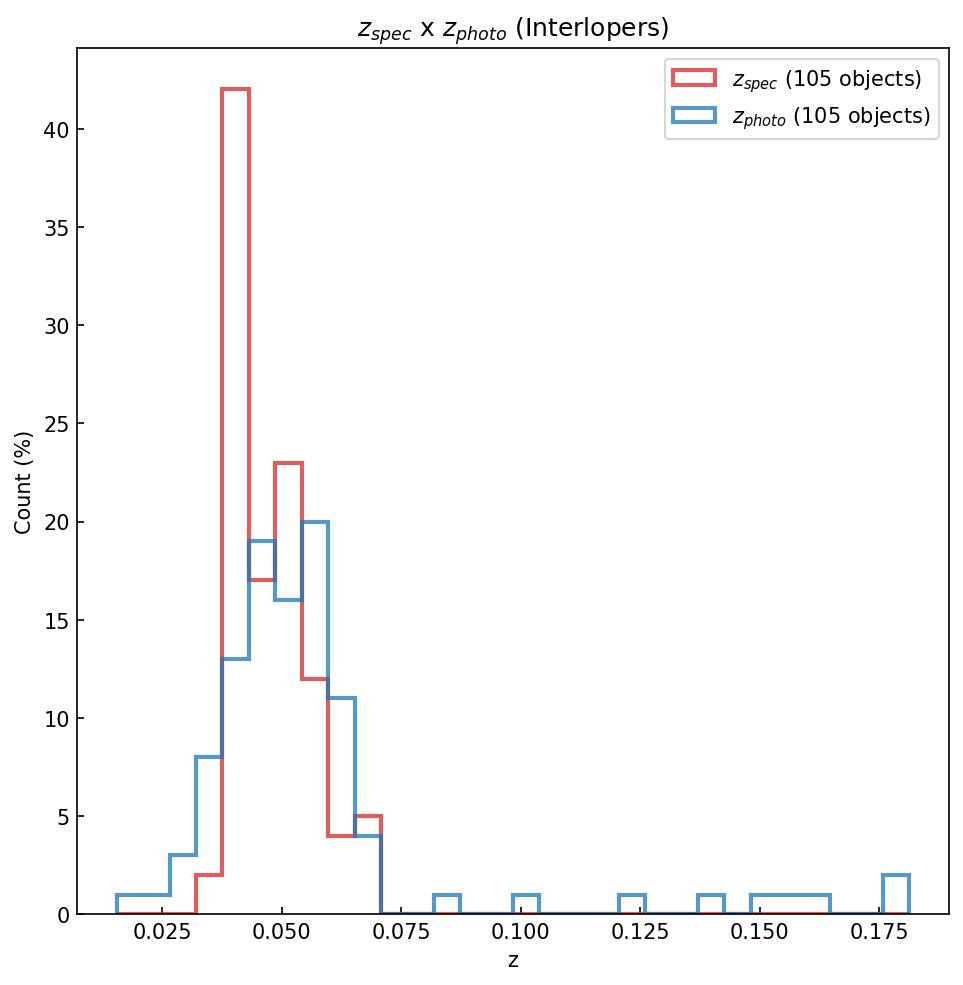 z_spec x z_photo (Interlopers)
z_spec (105 objects)
z_photo (105 objects)
Count (%)
40
35
30
25
20
15
10
5
0
0.025 0.050 0.075 0.100 0.125 0.150 0.175
z